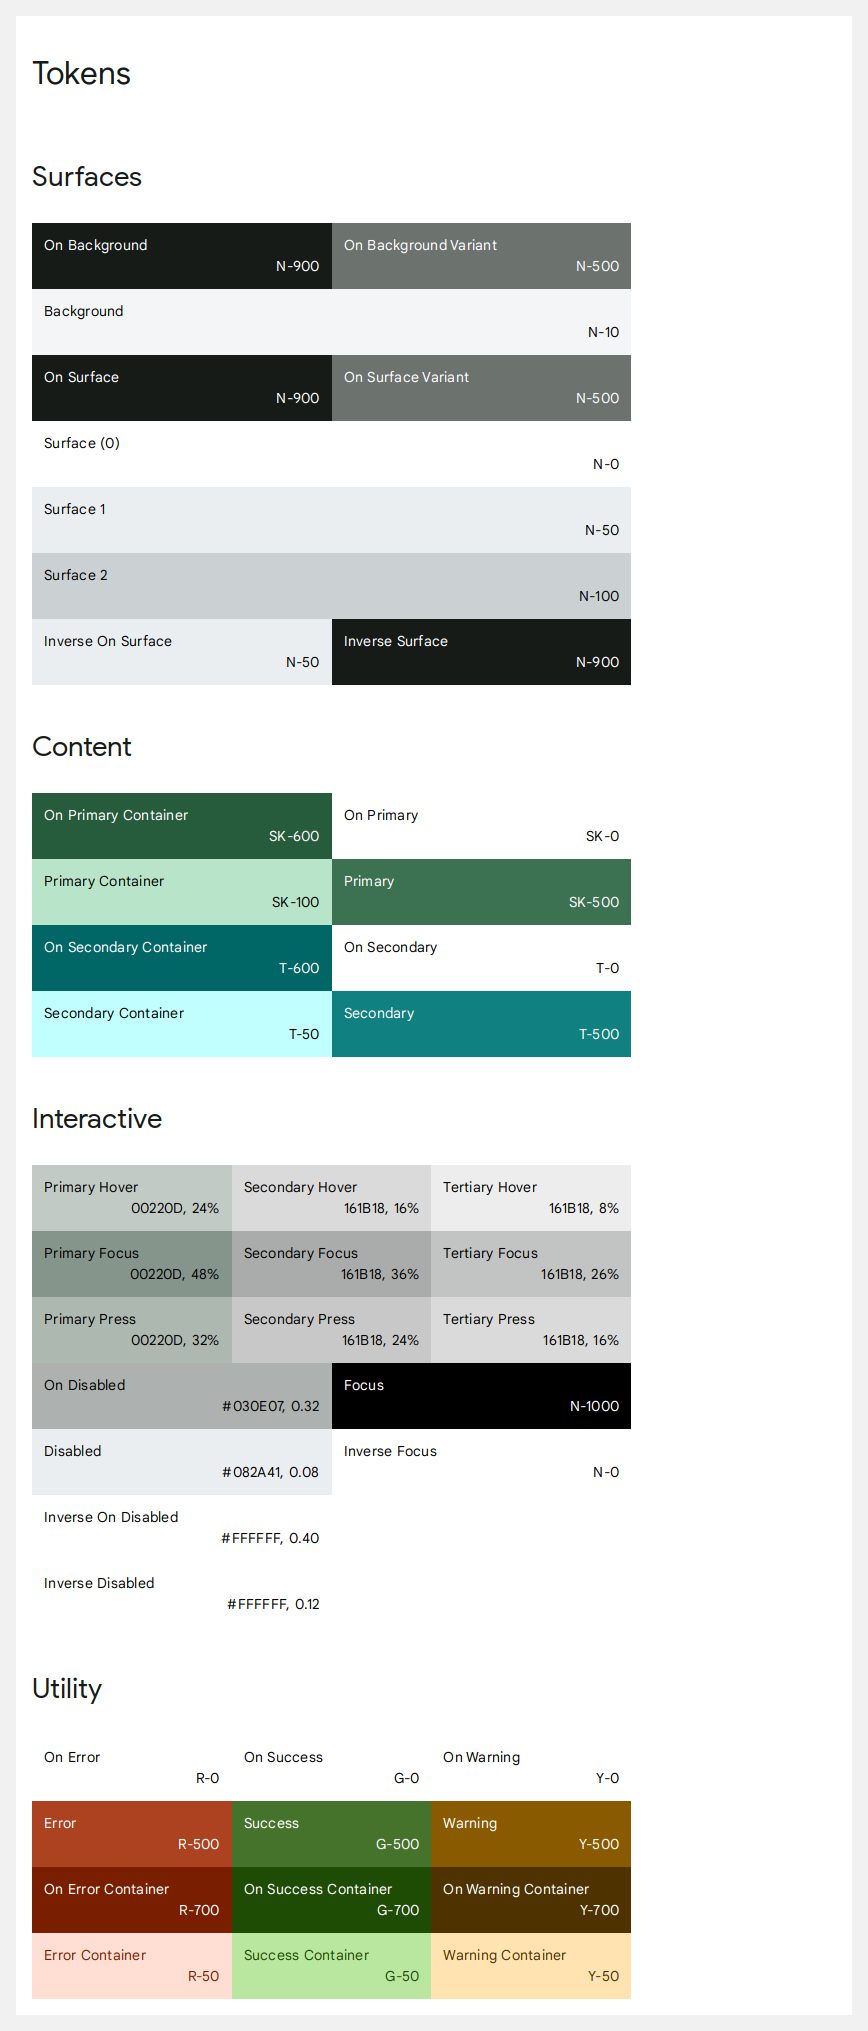 Tokens
Surfaces
On Background
N-900
On Background Variant
N-500
Background
N-10
On Surface
N-900
On Surface Variant
N-500
Surface (0)
N-0
Surface 1
N-50
Surface 2
N-100
Inverse On Surface
N-50
Inverse Surface
N-900
Content
On Primary Container
SK-600
On Primary
SK-0
Primary Container
SK-100
Primary
SK-500
On Secondary Container
T-600
On Secondary
T-0
Secondary Container
T-50
Secondary
T-500
Interactive
Primary Hover
00220D, 24%
Secondary Hover
161B18, 16%
Tertiary Hover
161B18, 8%
Primary Focus
00220D, 48%
Secondary Focus
161B18, 36%
Tertiary Focus
161B18, 26%
Primary Press
00220D, 32%
Secondary Press
161B18, 24%
Tertiary Press
161B18, 16%
On Disabled
#030E07, 0.32
Focus
N-1000
Disabled
#082A41, 0.08
Inverse Focus
N-0
Inverse On Disabled
#FFFFFF, 0.40
Inverse Disabled
#FFFFFF, 0.12
Utility
On Error
R-0
On Success
G-0
On Warning
Y-0
Error
R-500
Success
G-500
Warning
Y-500
On Error Container
R-700
On Success Container
G-700
On Warning Container
Y-700
Error Container
R-50
Success Container
G-50
Warning Container
Y-50